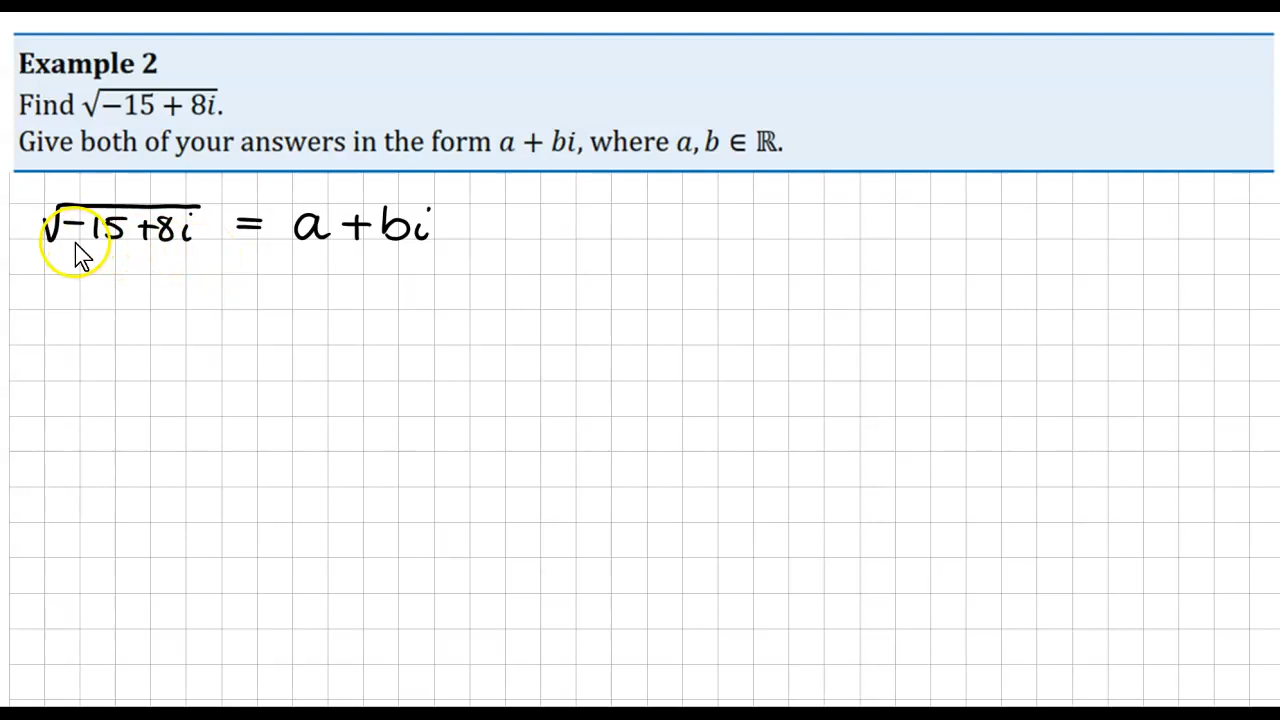 Example 2
Find √−15 + 8i.
Give both of your answers in the form a + bi, where a, b ∈ ℝ.
√−15 +8i = a + bi